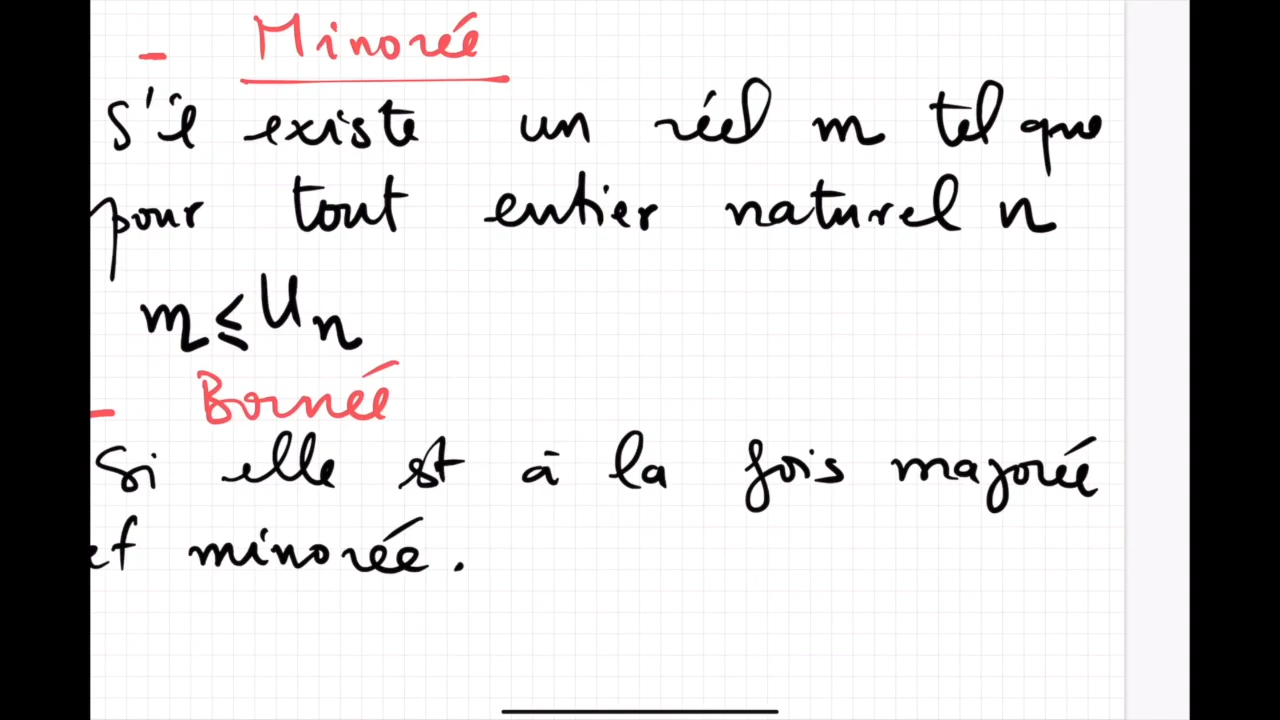 - Minorée
S'il existe un réel m tel que
pour tout entier naturel n
m ⩽ Un
- Bornée
Si elle est à la fois majorée
et minorée.